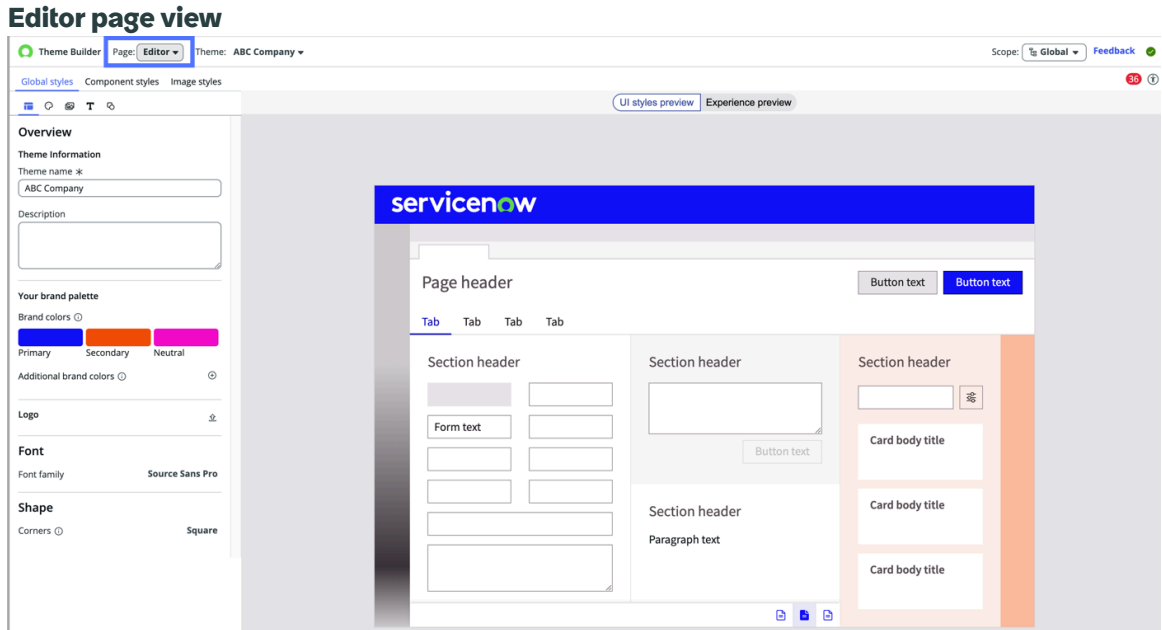 Editor page view
Theme Builder Page: Editor Theme: ABC Company Scope: Global Feedback
Global styles Component styles Image styles 36
UI styles preview Experience preview
Overview
Theme Information
Theme name *
ABC Company
Description
Your brand palette
Brand colors
Primary Secondary Neutral
Additional brand colors
Logo
Font
Font family Source Sans Pro
Shape
Corners Square
servicenow
Page header Button text Button text
Tab Tab Tab Tab
Section header Section header Section header
Form text
Button text
Card body title
Card body title
Section header
Paragraph text
Card body title